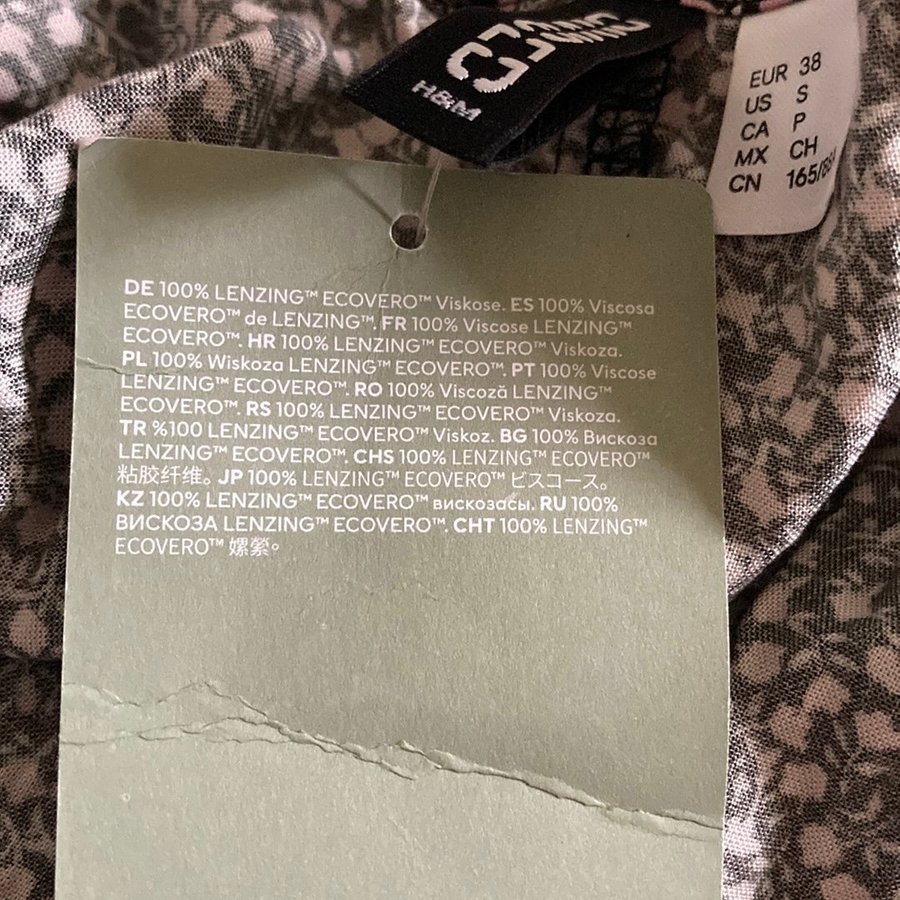 H&M
EUR 38
US S
CA P
MX CH
CN
DE 100% LENZING™ ECOVERO™ Viskose. ES 100% Viscosa
ECOVERO™ de LENZING™. FR 100% Viscose LENZING™
ECOVERO™. HR 100% LENZING™ ECOVERO™ Viskoza.
PL 100% Wiskoza LENZING™ ECOVERO™. PT 100% Viscose
LENZING™ ECOVERO™. RO 100% Viscoză LENZING™
ECOVERO™. RS 100% LENZING™ ECOVERO™ Viskoza.
TR %100 LENZING™ ECOVERO™ Viskoz. BG 100% Вискоза
LENZING™ ECOVERO™. CHS 100% LENZING™ ECOVERO™
粘胶纤维。JP 100% LENZING™ ECOVERO™ ビスコース。
KZ 100% LENZING™ ECOVERO™ вискозасы. RU 100%
ВИСКОЗА LENZING™ ECOVERO™. CHT 100% LENZING™
ECOVERO™ 嫘縈。